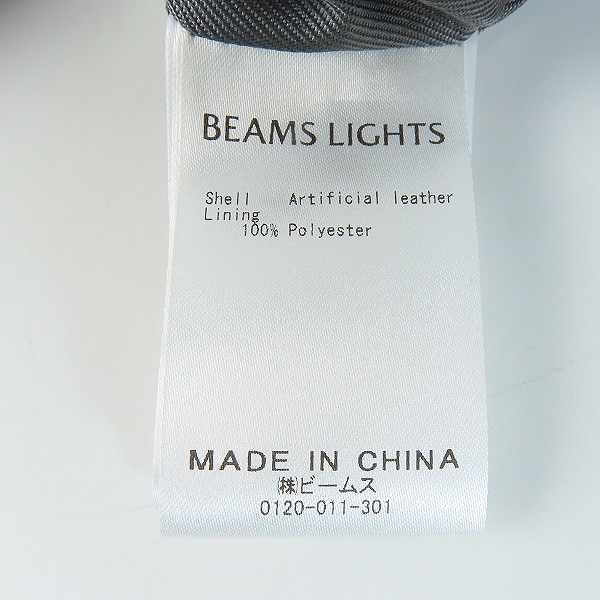 BEAMS LIGHTS
Shell Artificial leather
Lining
100% Polyester
MADE IN CHINA
㈱ビームス
0120-011-301